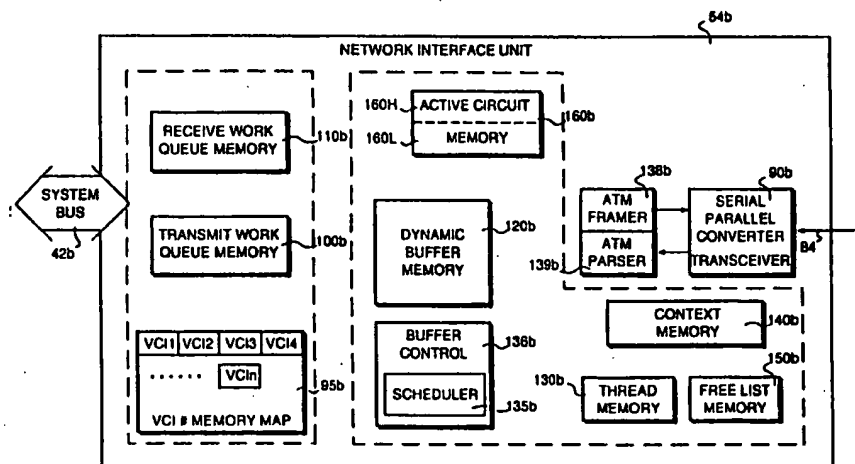 54b
NETWORK INTERFACE UNIT
RECEIVE WORK
QUEUE MEMORY
110b
160H
ACTIVE CIRCUIT
160L
MEMORY
160b
SYSTEM
BUS
42b
TRANSMIT WORK
QUEUE MEMORY
100b
DYNAMIC
BUFFER
MEMORY
120b
138b
ATM
FRAMER
ATM
PARSER
139b
90b
SERIAL
PARALLEL
CONVERTER
TRANSCEIVER
84
CONTEXT
MEMORY
140b
VCI1 VCI2 VCI3 VCI4
...... VCIn
VCI # MEMORY MAP
95b
BUFFER
CONTROL
136b
SCHEDULER
135b
130b
THREAD
MEMORY
FREE LIST
MEMORY
150b